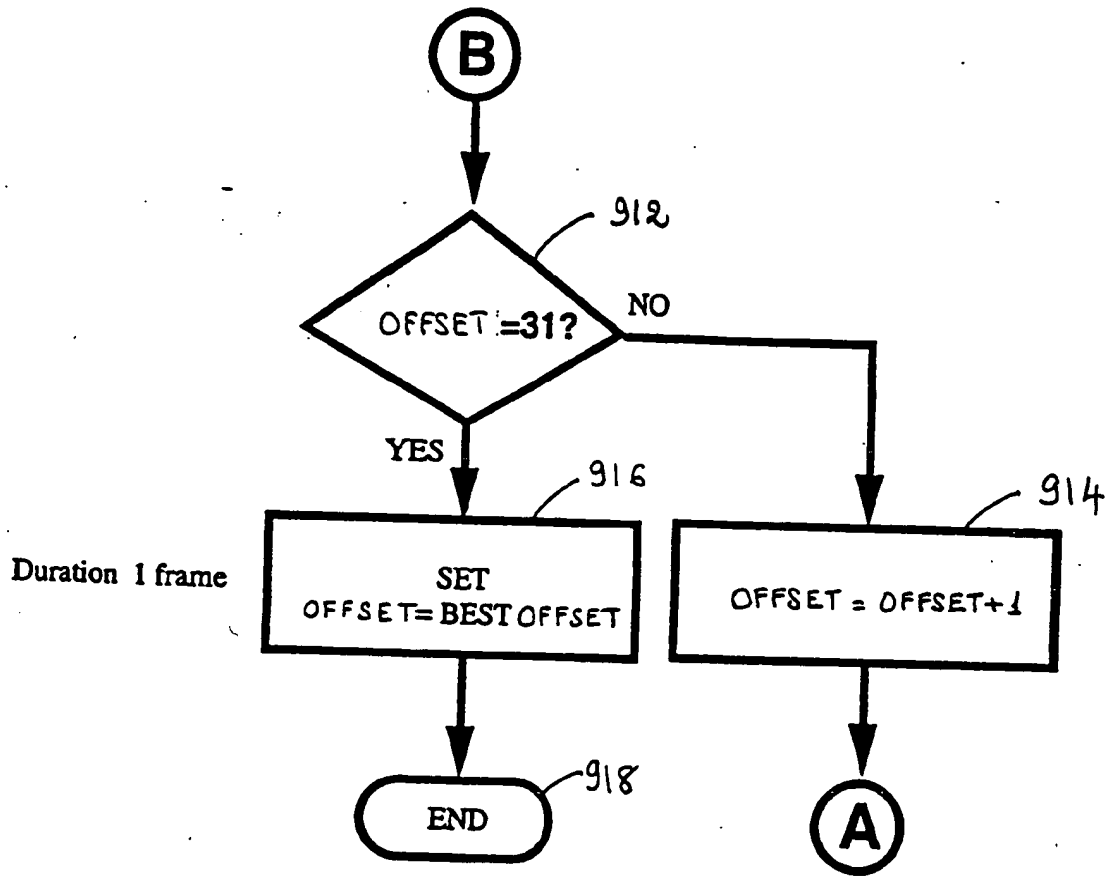 B
912
OFFSET =31?
NO
YES
916
914
Duration 1 frame
SET
OFFSET= BEST OFFSET
OFFSET = OFFSET+1
918
END
A